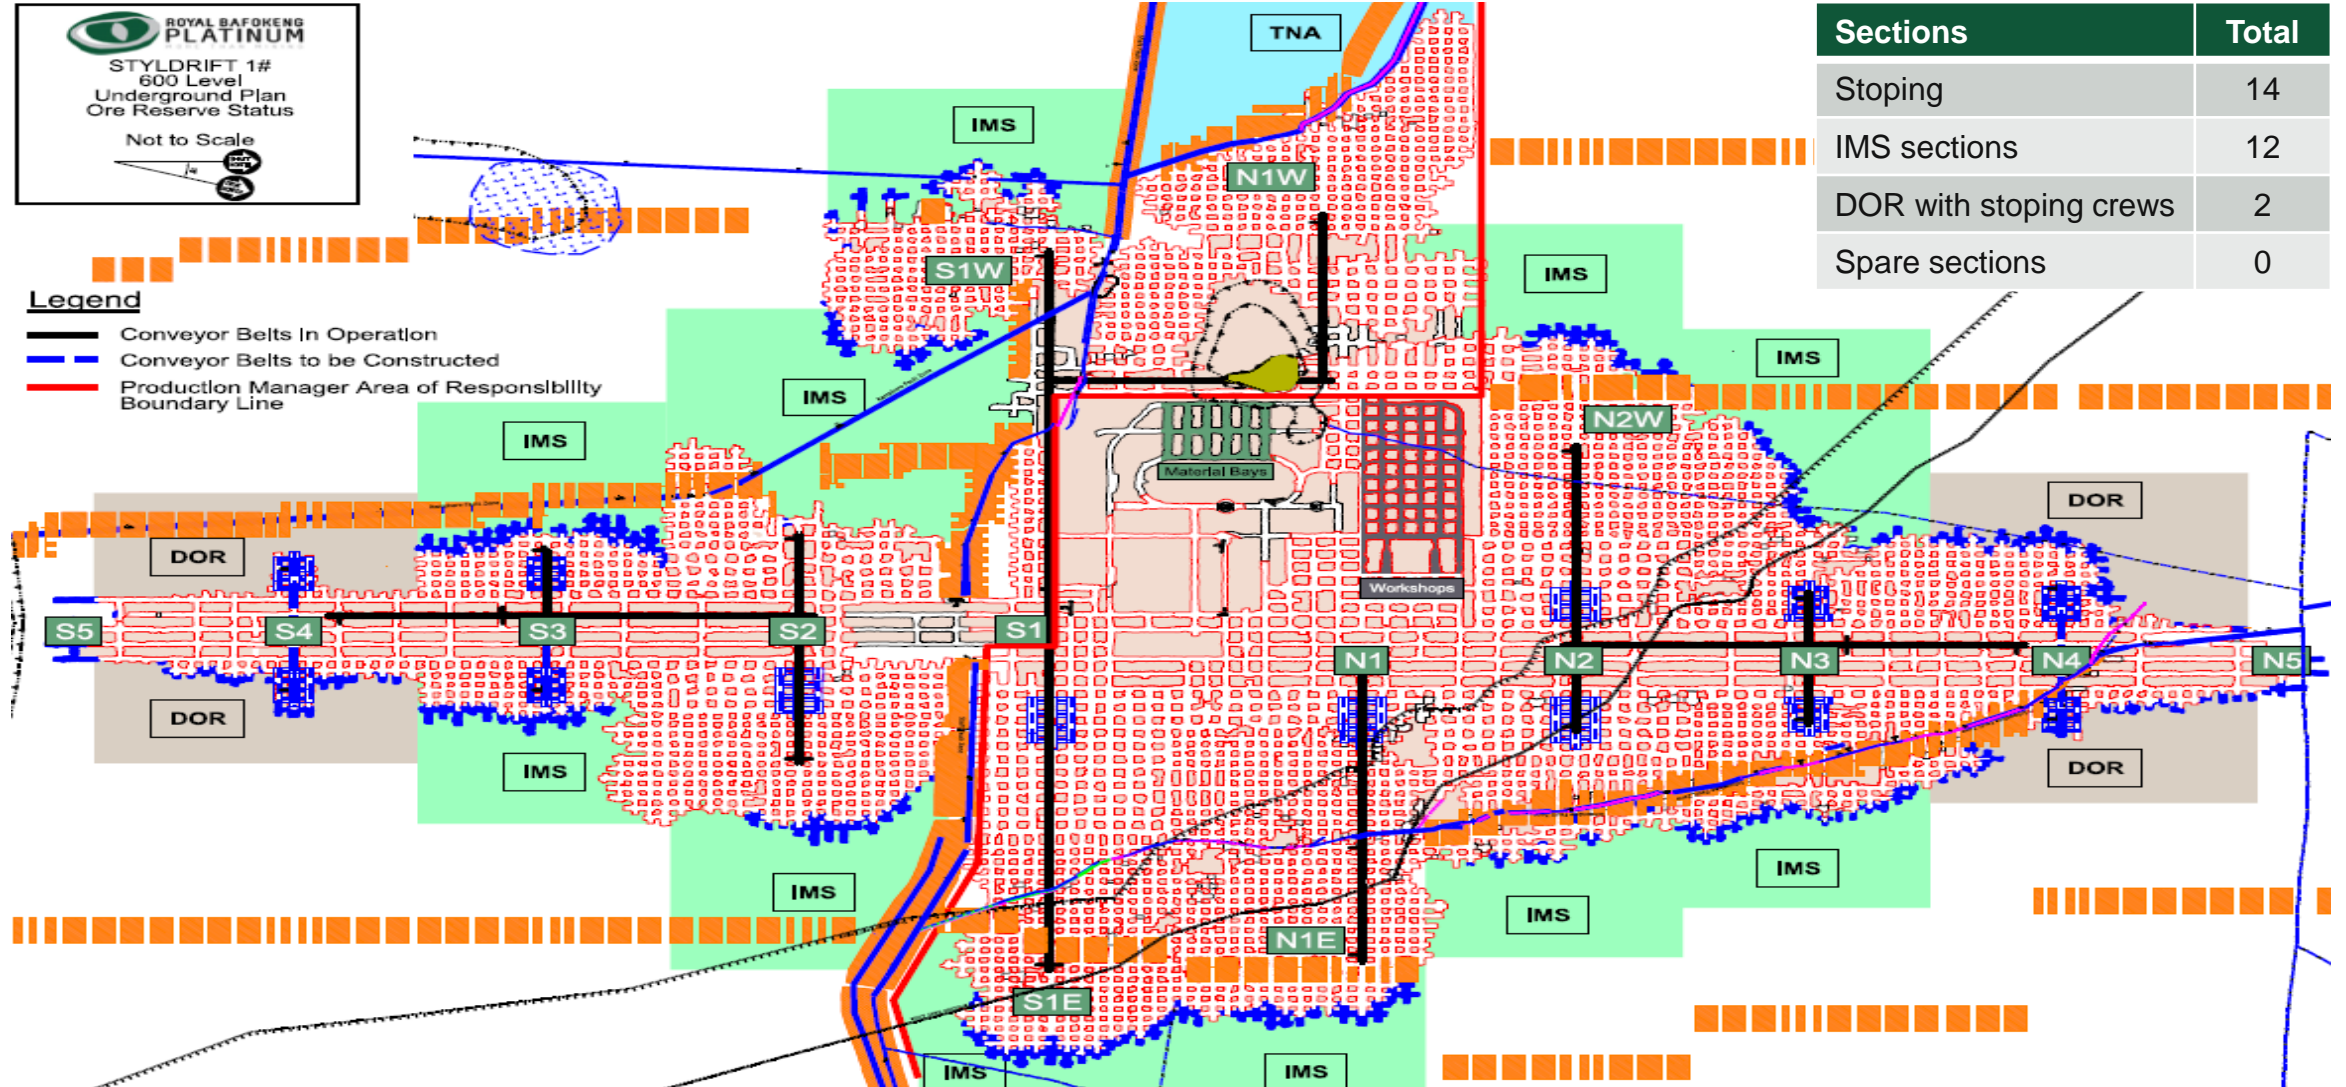 ROYAL BAFOKENG
PLATINUM
MORE THAN MINING
STYLDRIFT 1#
600 Level
Underground Plan
Ore Reserve Status
Not to Scale
Legend
Conveyor Belts in Operation
Conveyor Belts to be Constructed
Production Manager Area of Responsibility
Boundary Line
Sections Total
Stoping 14
IMS sections 12
DOR with stoping crews 2
Spare sections 0
TNA
IMS
N1W
S1W
IMS
IMS
IMS
N2W
IMS
Material Bays
DOR
DOR
Workshops
S5
S4
S3
S2
S1
N1
N2
N3
N4
N5
DOR
IMS
DOR
IMS
IMS
IMS
N1E
S1E
IMS
IMS